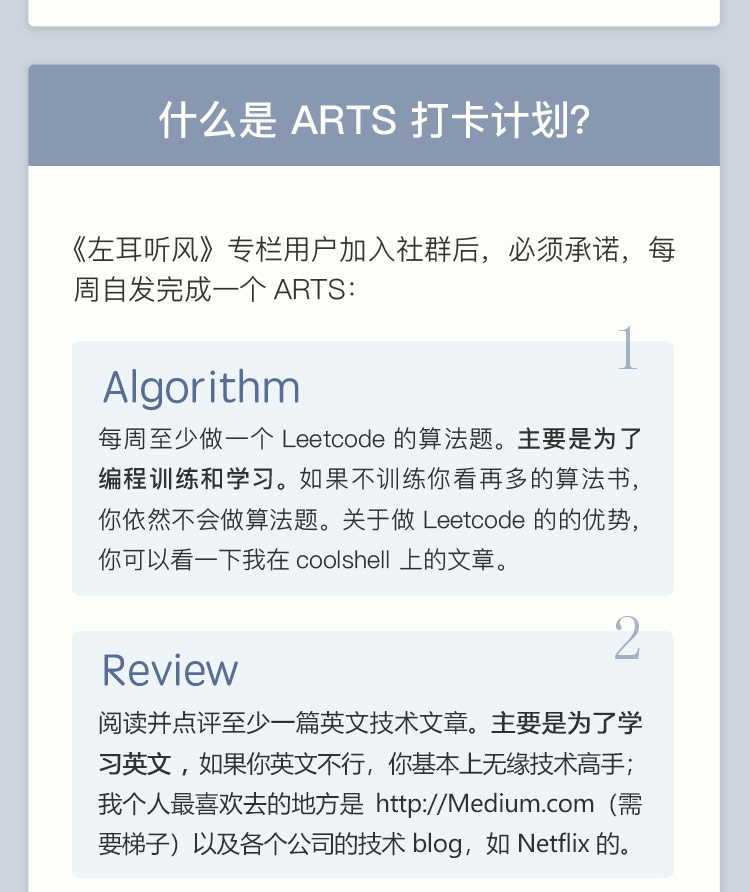 什么是 ARTS 打卡计划?
《左耳听风》专栏用户加入社群后，必须承诺，每
周自发完成一个 ARTS：
1
Algorithm
每周至少做一个 Leetcode 的算法题。主要是为了
编程训练和学习。如果不训练你看再多的算法书，
你依然不会做算法题。关于做 Leetcode 的的优势，
你可以看一下我在 coolshell 上的文章。
2
Review
阅读并点评至少一篇英文技术文章。主要是为了学
习英文，如果你英文不行，你基本上无缘技术高手；
我个人最喜欢去的地方是 http://Medium.com（需
要梯子）以及各个公司的技术 blog，如 Netflix 的。